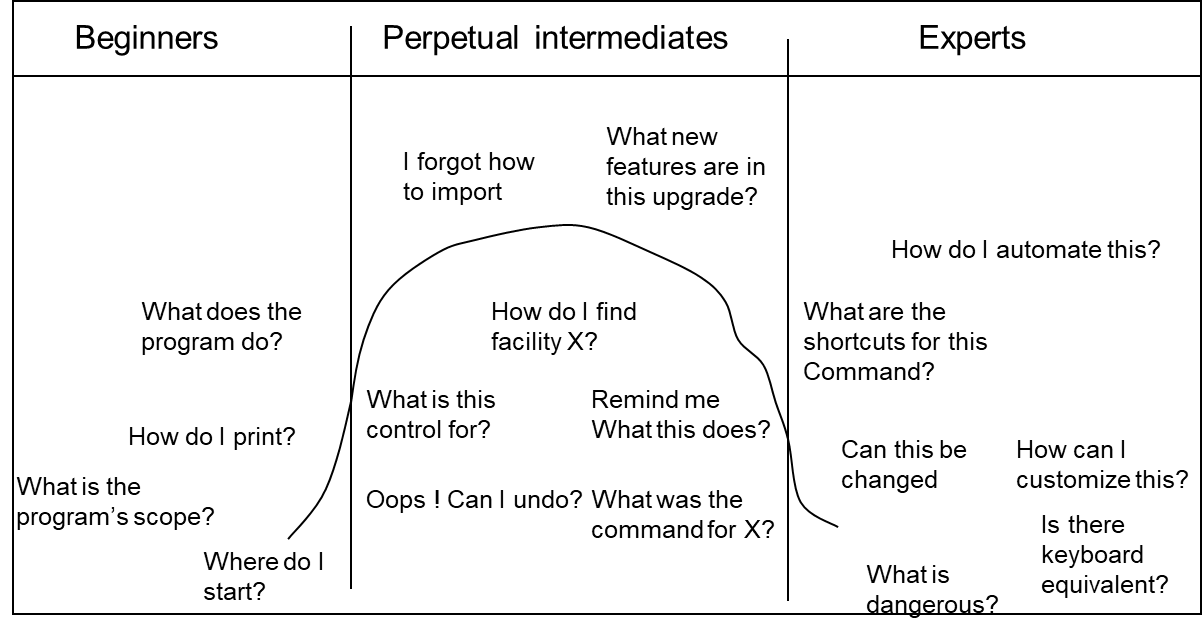 Beginners
Perpetual intermediates
Experts
What does the
program do?
How do I print?
What is the
program's scope?
Where do I
start?
I forgot how
to import
What new
features are in
this upgrade?
How do I find
facility X?
What is this
control for?
Remind me
What this does?
Oops ! Can I undo?
What was the
command for X?
How do I automate this?
What are the
shortcuts for this
Command?
Can this be
changed
How can I
customize this?
Is there
keyboard
equivalent?
What is
dangerous?